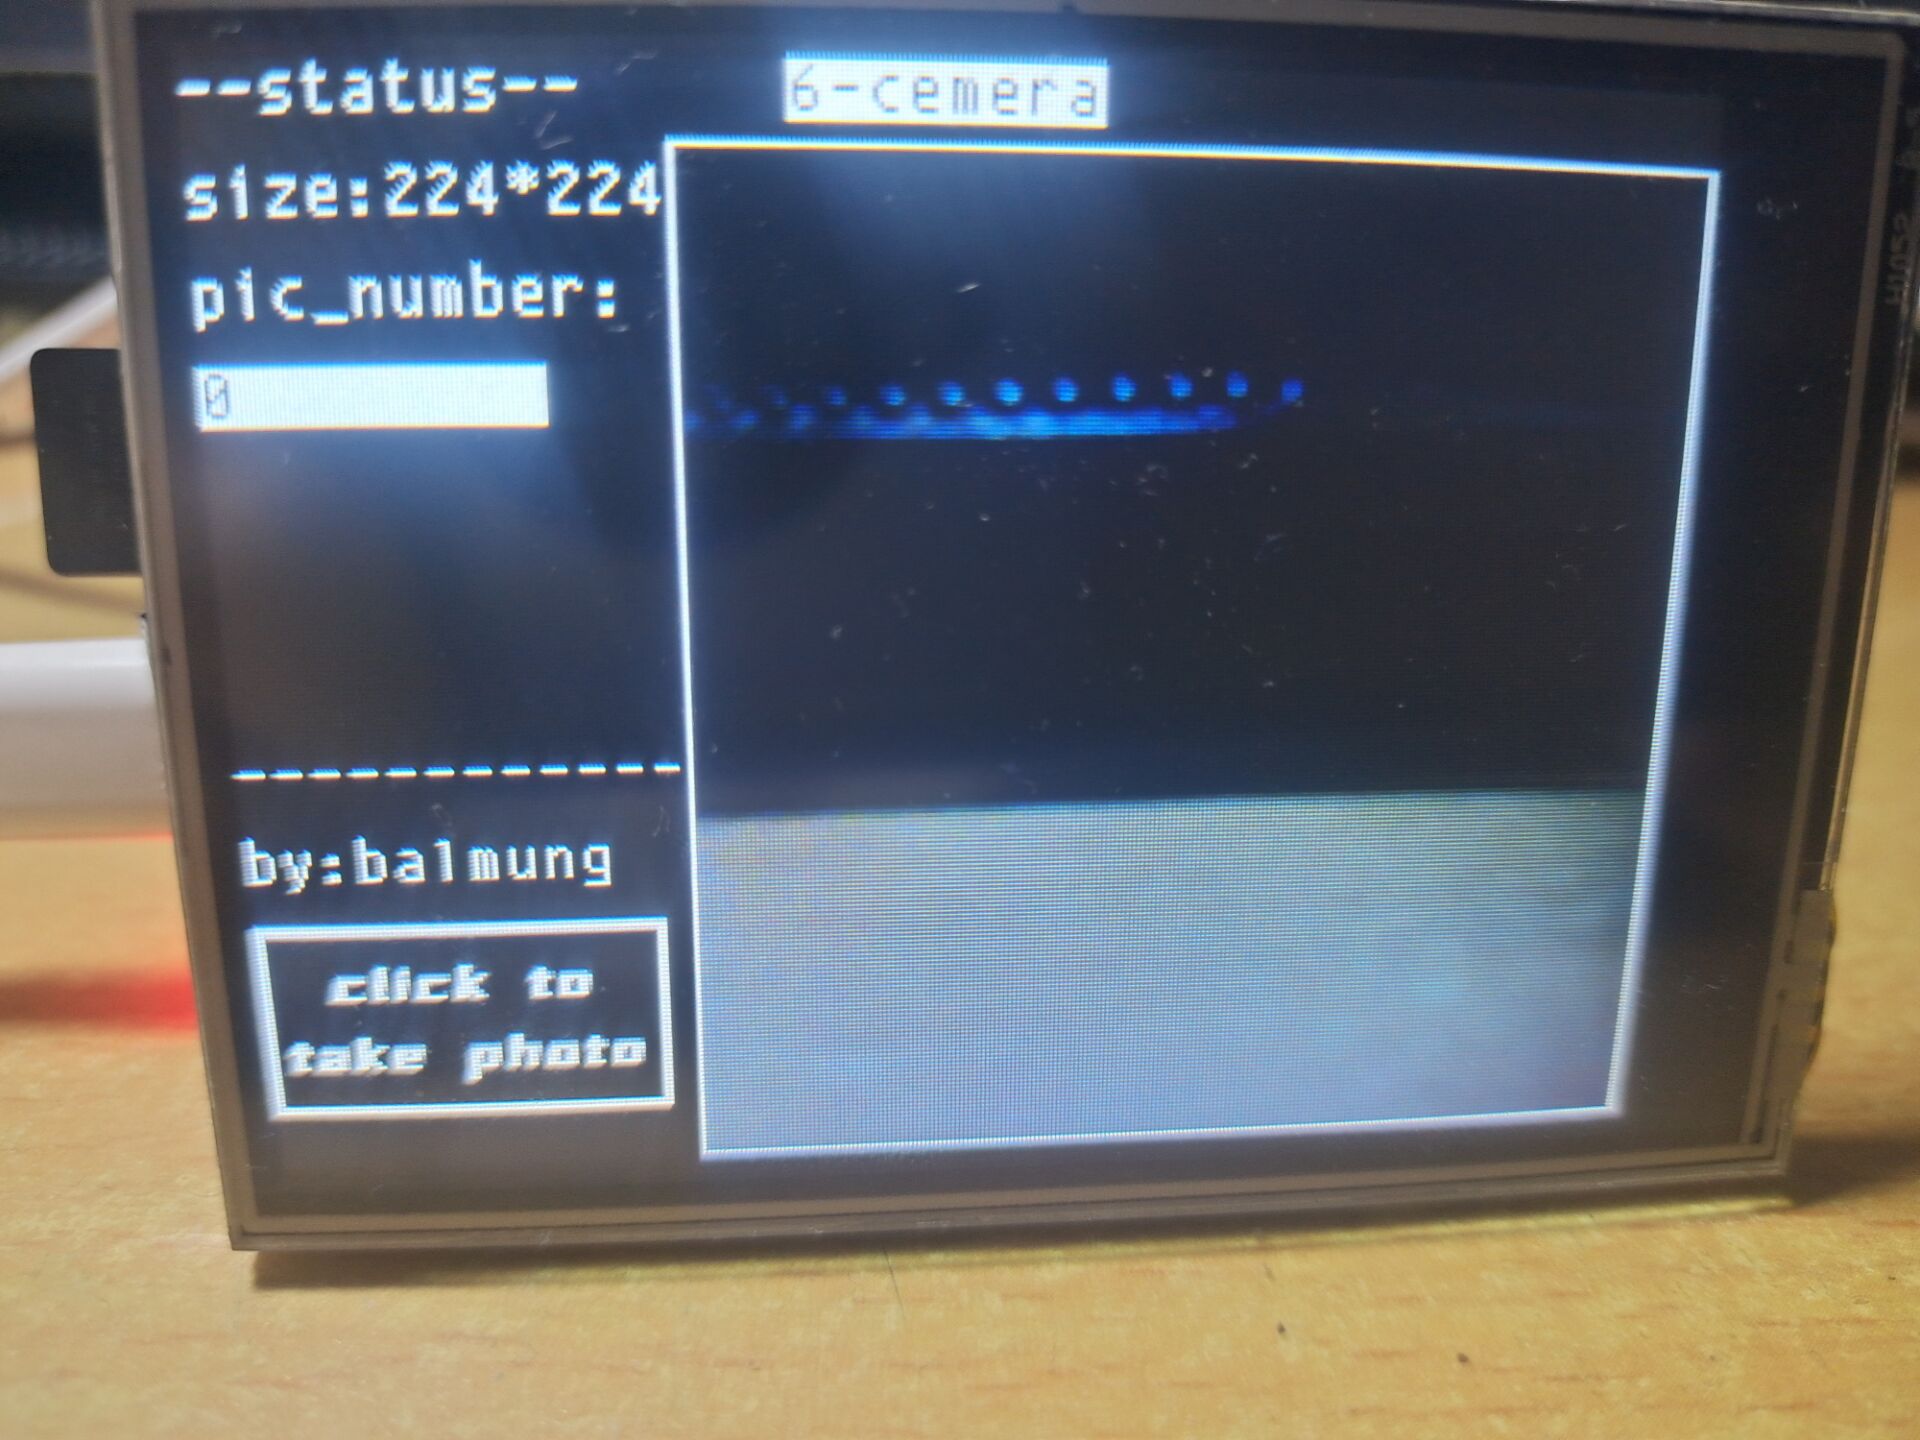 --status--
6-cemera
size:224*224
pic_number:
0
------------
by:balmung
click to
take photo